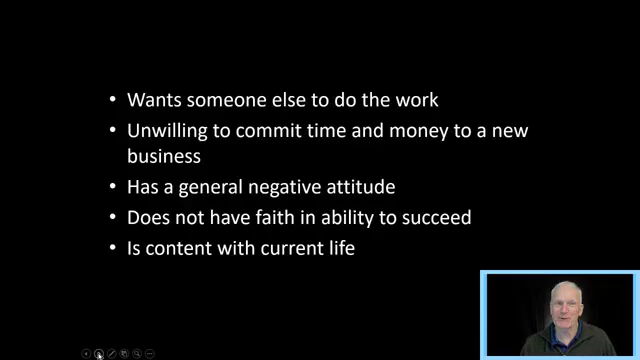 • Wants someone else to do the work
• Unwilling to commit time and money to a new
business
• Has a general negative attitude
• Does not have faith in ability to succeed
• Is content with current life